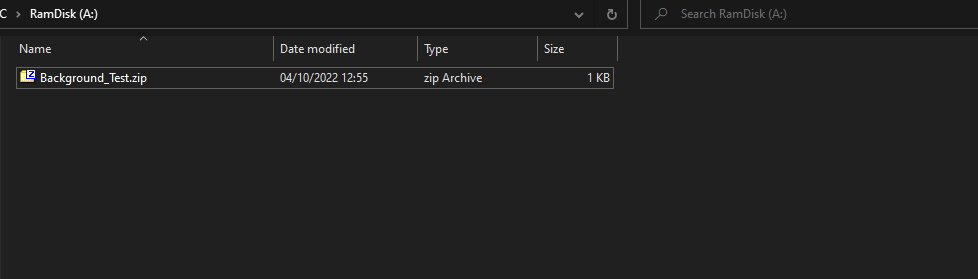 C > RamDisk (A:) Search RamDisk (A:)
Name Date modified Type Size
Background_Test.zip 04/10/2022 12:55 zip Archive 1 KB